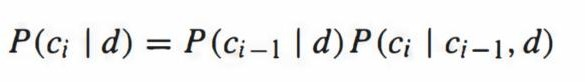 P(c_i | d) = P(c_{i−1} | d)P(c_i | c_{i−1}, d)